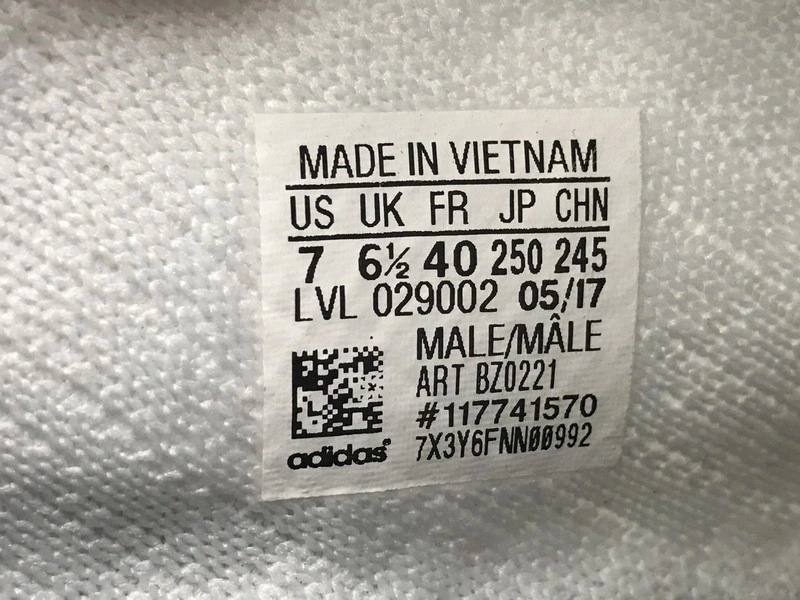 MADE IN VIETNAM
US UK FR JP CHN
7 6½ 40 250 245
LVL 029002 05/17
MALE/MÂLE
ART BZ0221
#117741570
adidas® 7X3Y6FNN00992